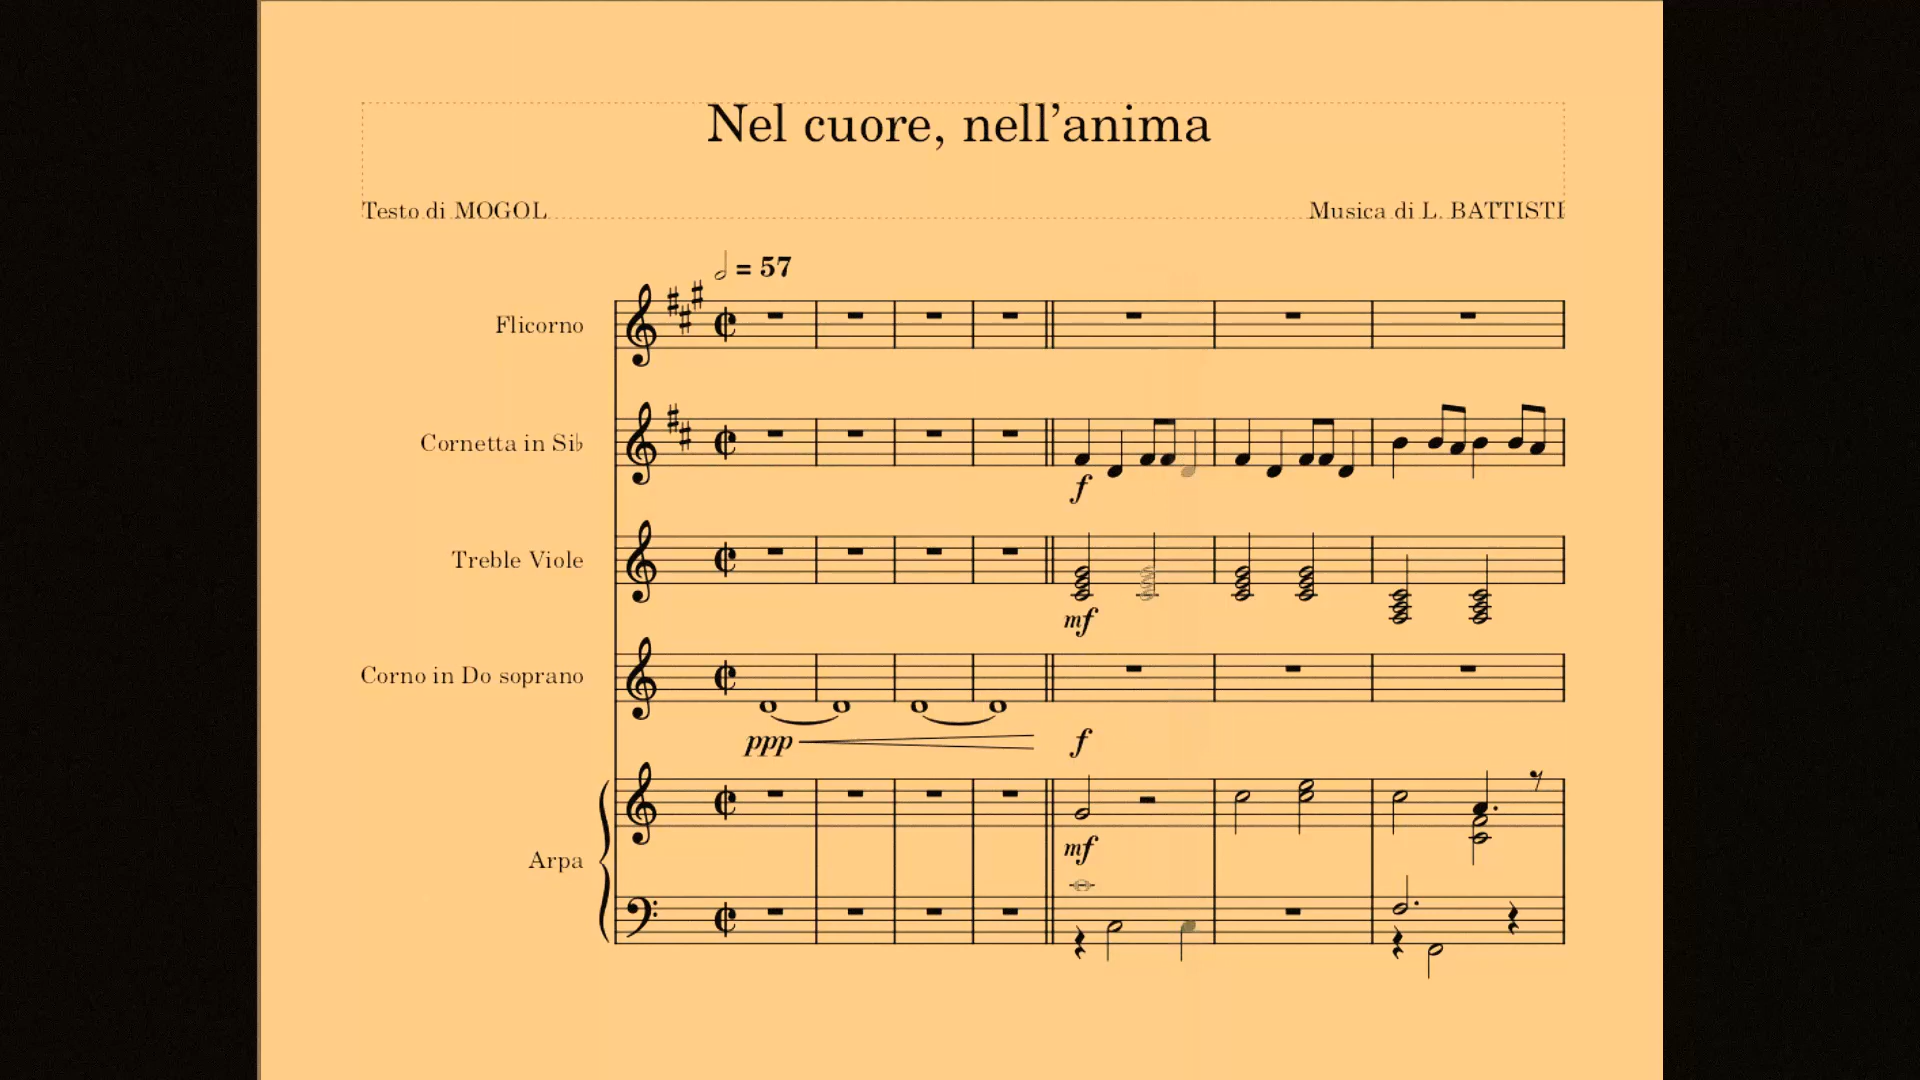 Nel cuore, nell’anima
Testo di MOGOL
Musica di L. BATTISTI
= 57
Flicorno
Cornetta in Si♭
f
Treble Viole
mf
Corno in Do soprano
ppp f
mf
Arpa